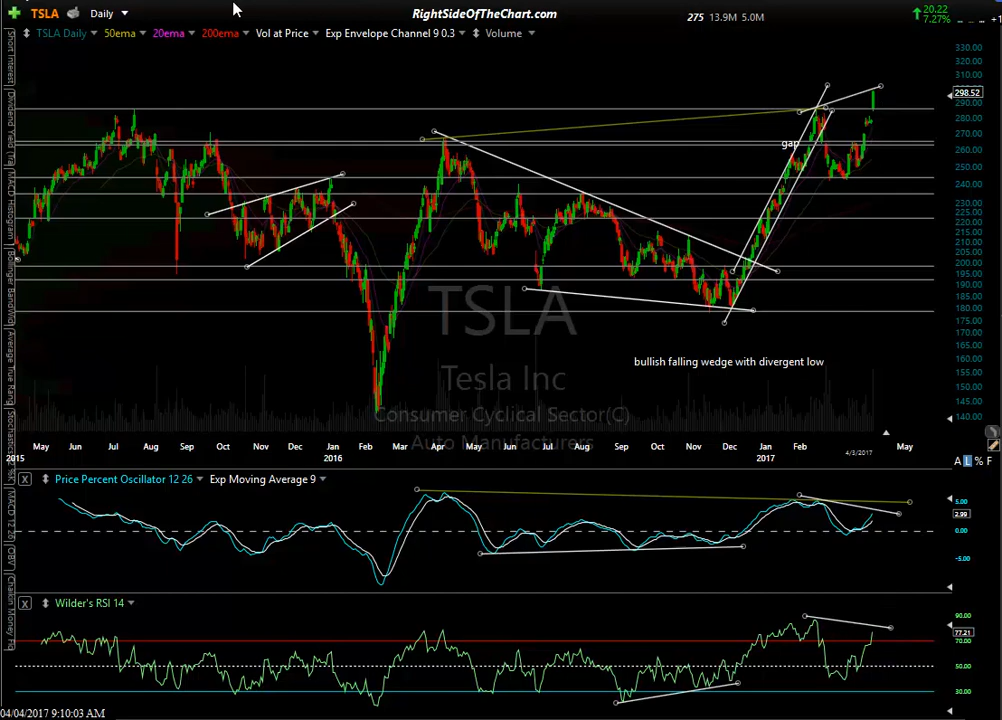 TSLA Daily RightSideOfTheChart.com 275 13.9M 5.0M 20.22 7.27%
TSLA Daily 50ema 20ema 200ema Vol at Price Exp Envelope Channel 9 0.3 Volume
330.00
320.00
310.00
298.52
290.00
280.00
270.00
260.00
250.00
240.00
230.00
225.00
220.00
210.00
205.00
200.00
195.00
190.00
185.00
180.00
175.00
170.00
165.00
160.00
155.00
150.00
145.00
140.00
gap
TSLA
Tesla Inc
Consumer Cyclical Sector(C)
Auto Manufacturers
bullish falling wedge with divergent low
May Jun Jul Aug Sep Oct Nov Dec Jan Feb Mar Apr May Jun Jul Aug Sep Oct Nov Dec Jan Feb 4/3/2017 May
2015 2016 2017
A L % F
X Price Percent Oscillator 12 26 Exp Moving Average 9
5.00
2.99
0.00
-5.00
X Wilder's RSI 14
90.00
77.21
70.00
50.00
30.00
04/04/2017 9:10:03 AM